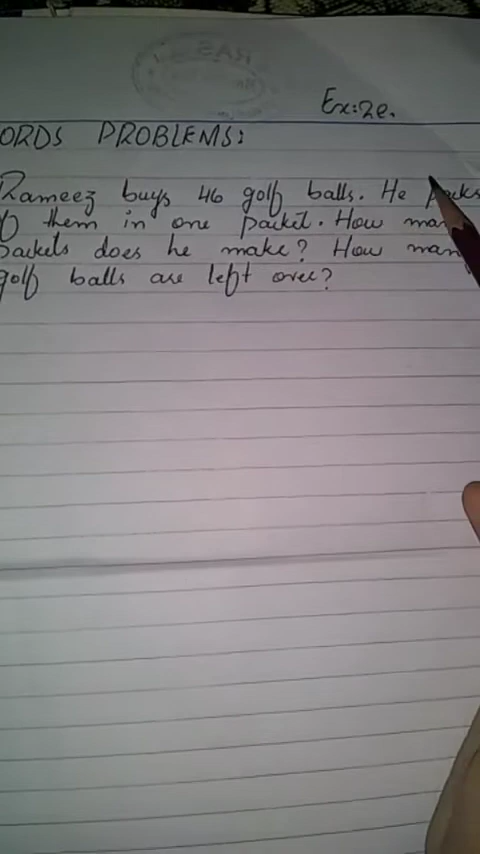 Ex:2e.
ORDS PROBLEMS:
Rameez buys 46 golf balls. He packs
them in one packet. How man
packets does he make? How man
golf balls are left over?